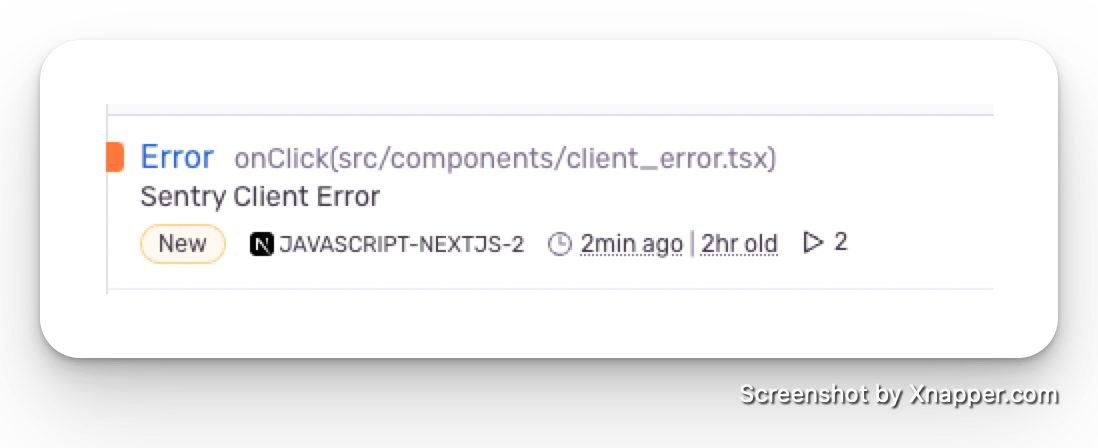 Error onClick(src/components/client_error.tsx)
Sentry Client Error
New N JAVASCRIPT-NEXTJS-2 2min ago | 2hr old 2
Screenshot by Xnapper.com